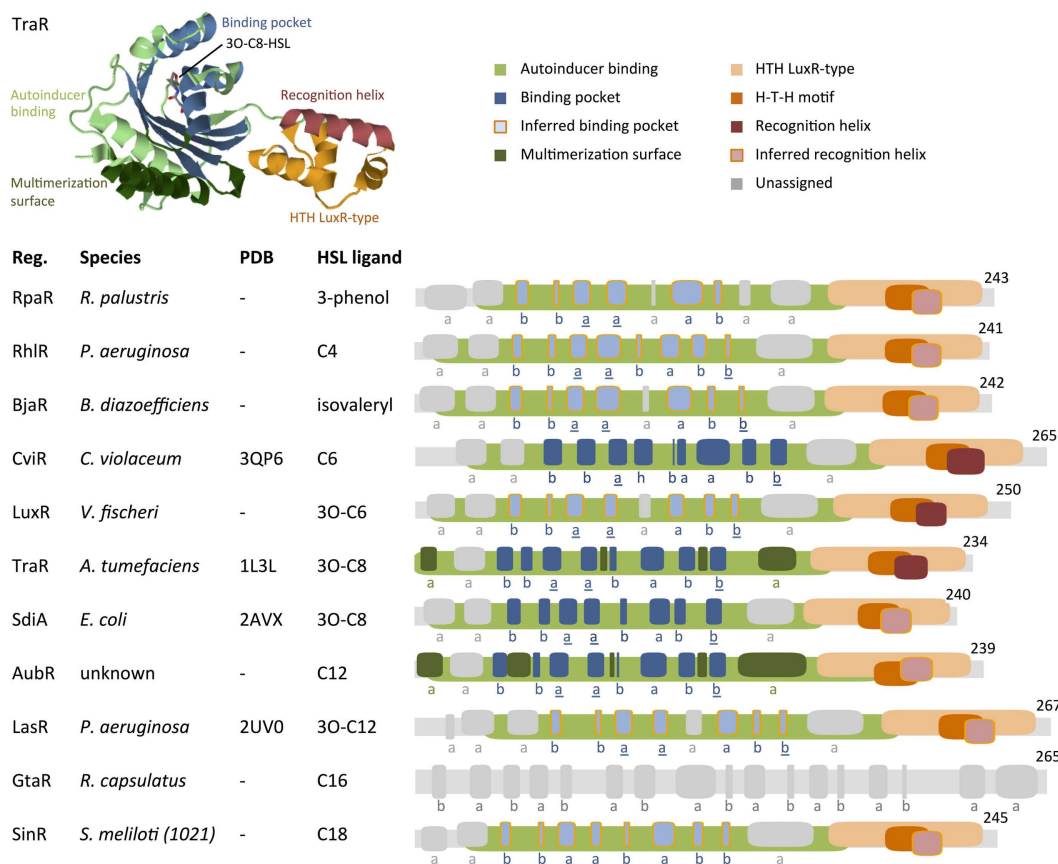 TraR
Binding pocket
3O-C8-HSL
Autoinducer
binding
Recognition helix
Multimerization
surface
HTH LuxR-type
Autoinducer binding
Binding pocket
Inferred binding pocket
Multimerization surface
HTH LuxR-type
H-T-H motif
Recognition helix
Inferred recognition helix
Unassigned
Reg. Species PDB HSL ligand
RpaR R. palustris - 3-phenol 243
a a b b a a a a b a a
RhlR P. aeruginosa - C4 241
a a b b a a b a b b a
BjaR B. diazoefficiens - isovaleryl 242
a a b b a a a a b b a
CviR C. violaceum 3QP6 C6 265
a a b b a h b a a b b a
LuxR V. fischeri - 3O-C6 250
a a b b a a a a b b a
TraR A. tumefaciens 1L3L 3O-C8 234
a a b b a a b a b b a
SdiA E. coli 2AVX 3O-C8 240
a a b b a a b a b b a
AubR unknown - C12 239
a a b b a a b a b b a
LasR P. aeruginosa 2UV0 3O-C12 267
a a a b b a a a a b b a
GtaR R. capsulatus - C16 265
b a b a b a b a b a b a b a a
SinR S. meliloti (1021) - C18 245
a a b b a a b a b b a